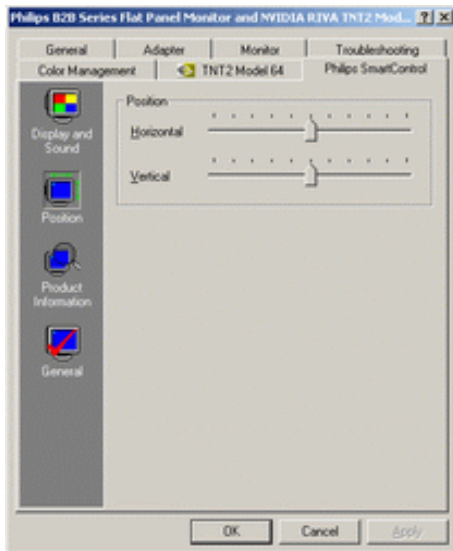 Philips B2B Series Flat Panel Monitor and NVIDIA RIVA TNT2 Mod...
General Adapter Monitor Troubleshooting
Color Management TNT2 Model 64 Philips SmartControl
Display and
Sound
Position
Product
Information
General
Position
Horizontal
Vertical
OK Cancel Apply